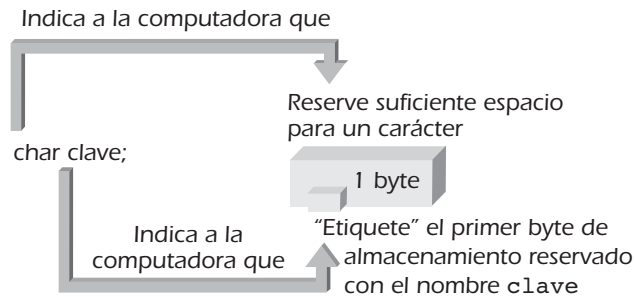 Indica a la computadora que
Reserve suficiente espacio
para un carácter
char clave;
1 byte
“Etiquete” el primer byte de
almacenamiento reservado
con el nombre clave
Indica a la
computadora que